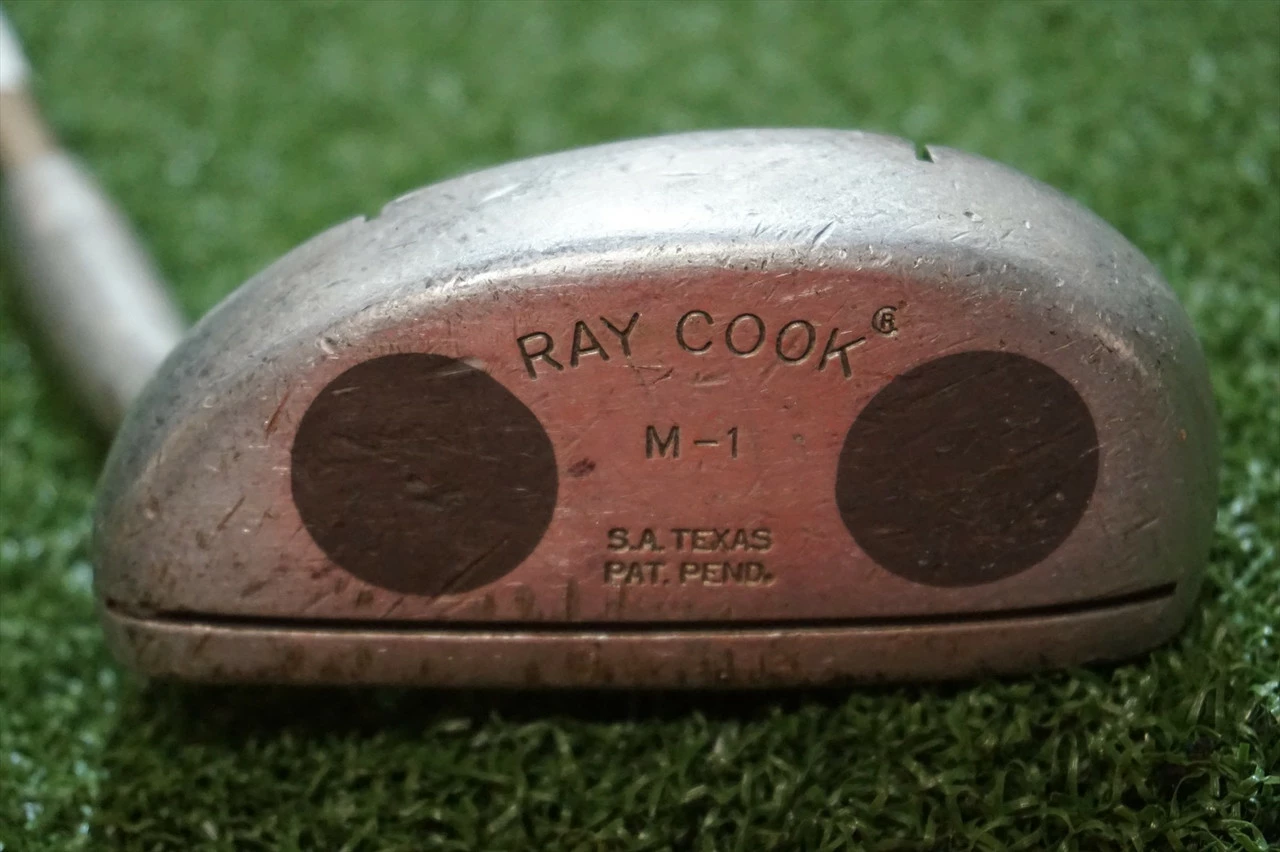 RAY COOK ®
M-1
S.A. TEXAS
PAT. PEND.